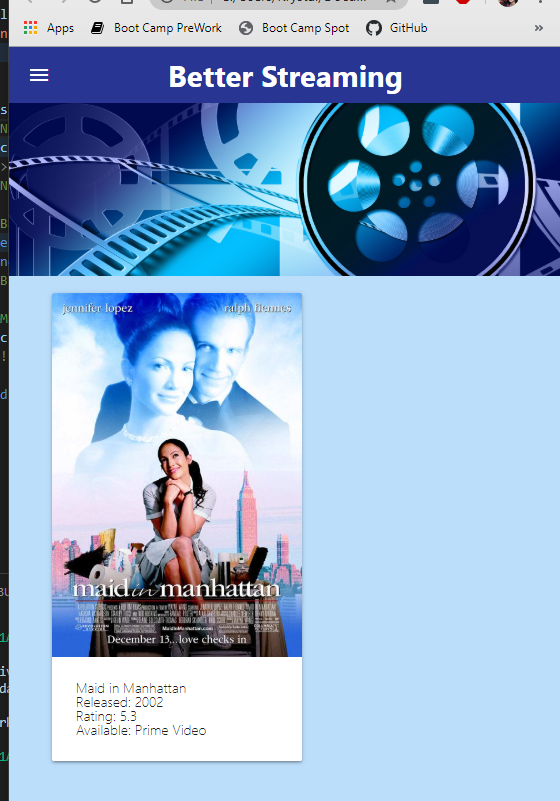 Apps Boot Camp PreWork Boot Camp Spot GitHub »
Better Streaming
jennifer lopez ralph fiennes
maid in manhattan
December 13...love checks in
Maid in Manhattan
Released: 2002
Rating: 5.3
Available: Prime Video